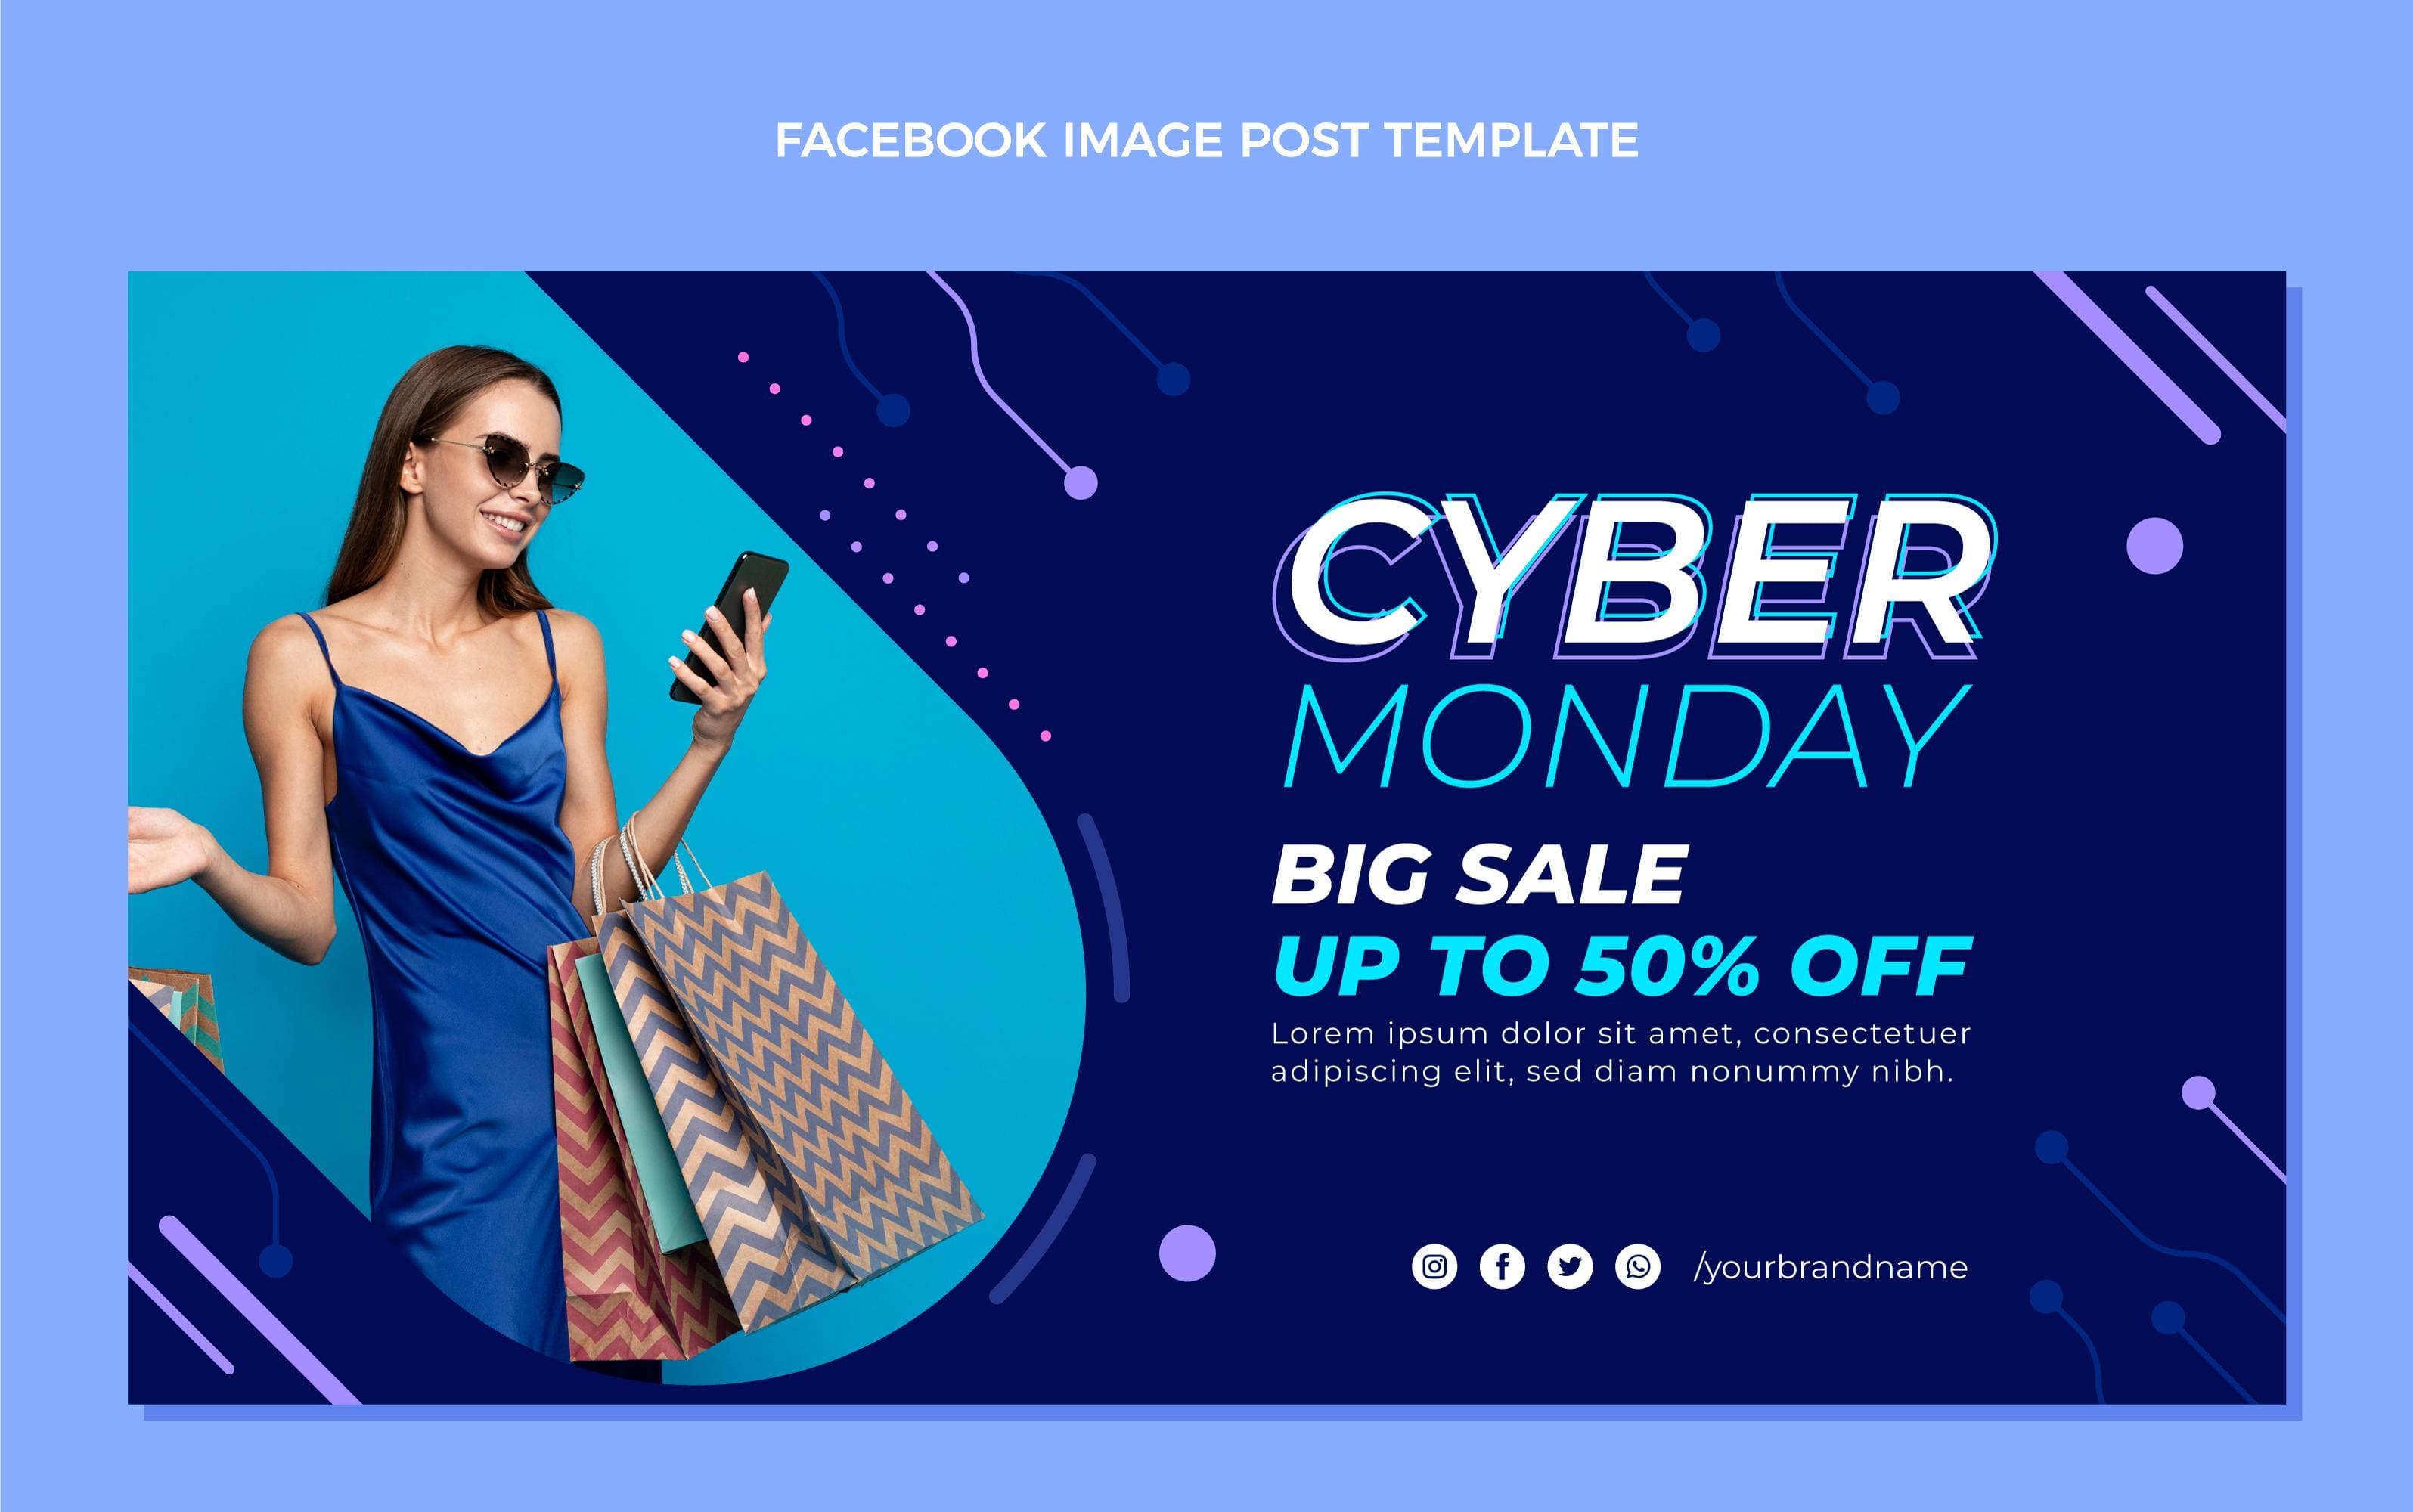 FACEBOOK IMAGE POST TEMPLATE
CYBER
MONDAY
BIG SALE
UP TO 50% OFF
Lorem ipsum dolor sit amet, consectetuer
adipiscing elit, sed diam nonummy nibh.
/yourbrandname